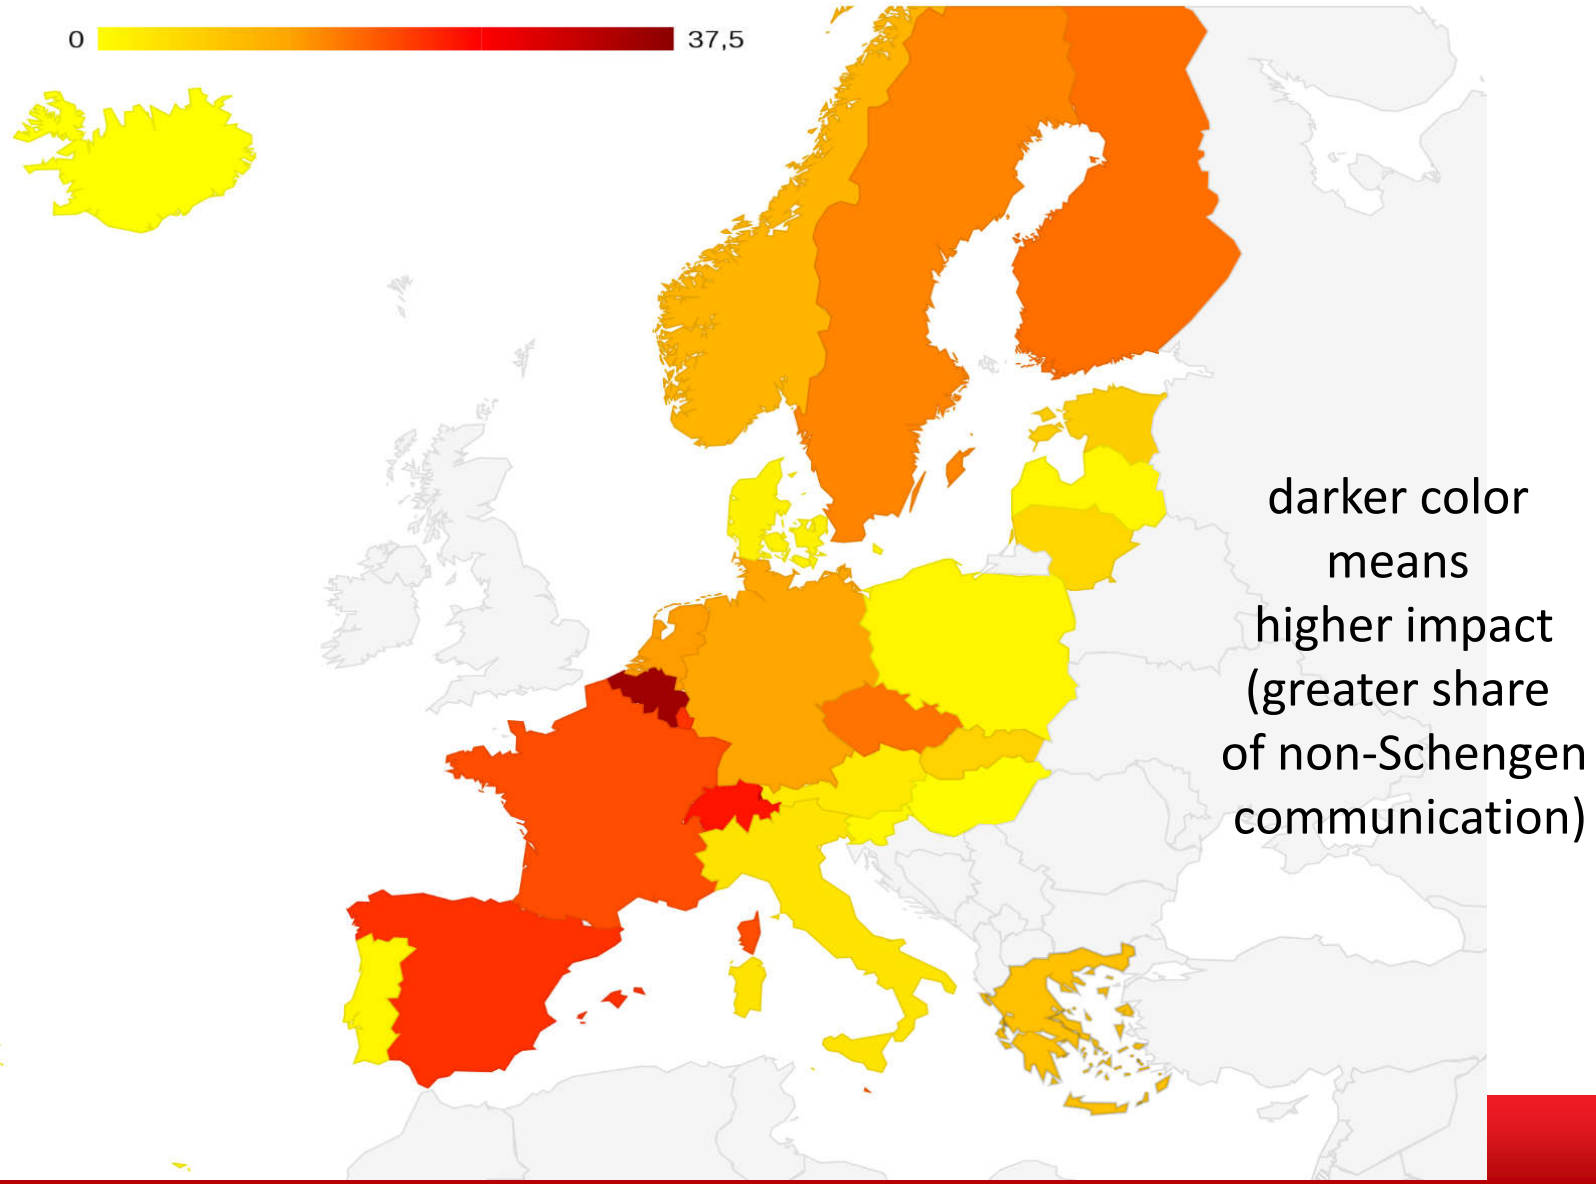 0 37,5
darker color
means
higher impact
(greater share
of non-Schengen
communication)